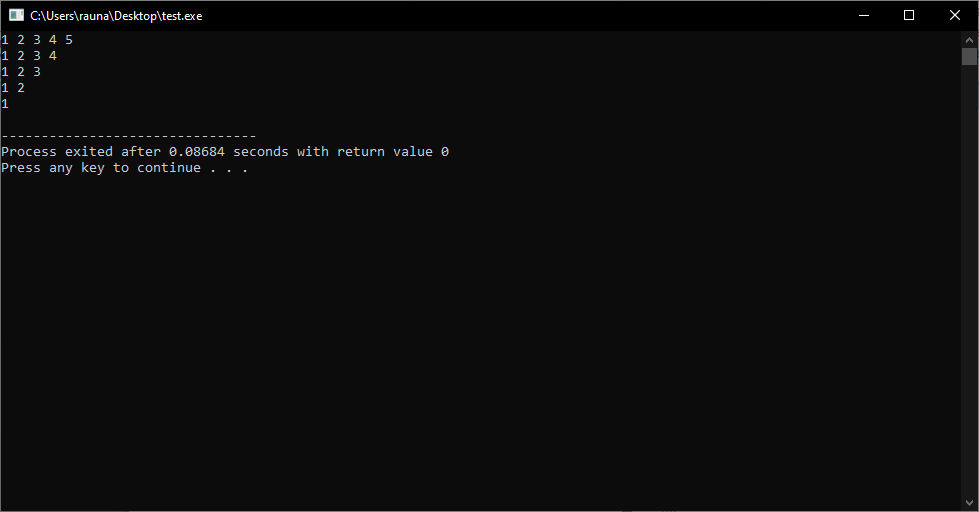 C:\Users\rauna\Desktop\test.exe
1 2 3 4 5
1 2 3 4
1 2 3
1 2
1
--------------------------------
Process exited after 0.08684 seconds with return value 0
Press any key to continue . . .